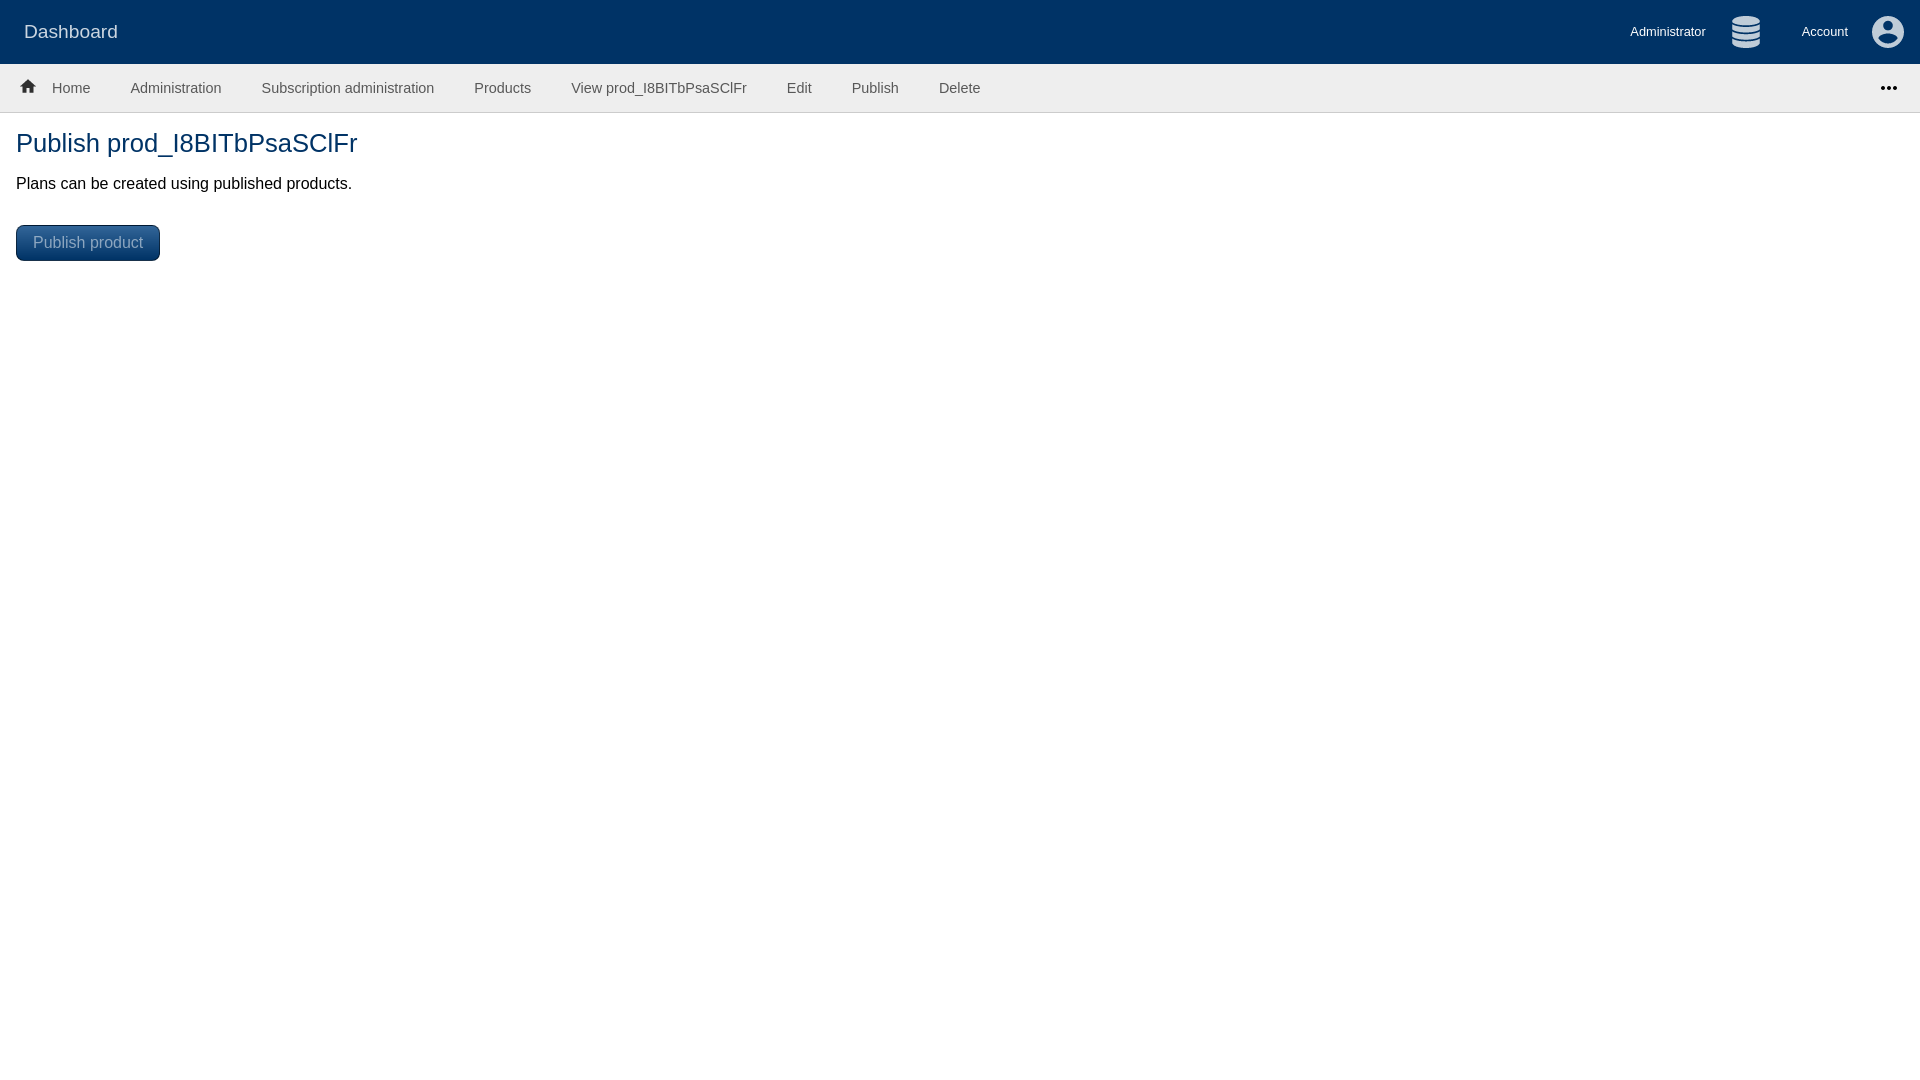 Dashboard
Administrator
Account
Home
Administration
Subscription administration
Products
View prod_I8BITbPsaSClFr
Edit
Publish
Delete
Publish prod_I8BITbPsaSClFr
Plans can be created using published products.
Publish product